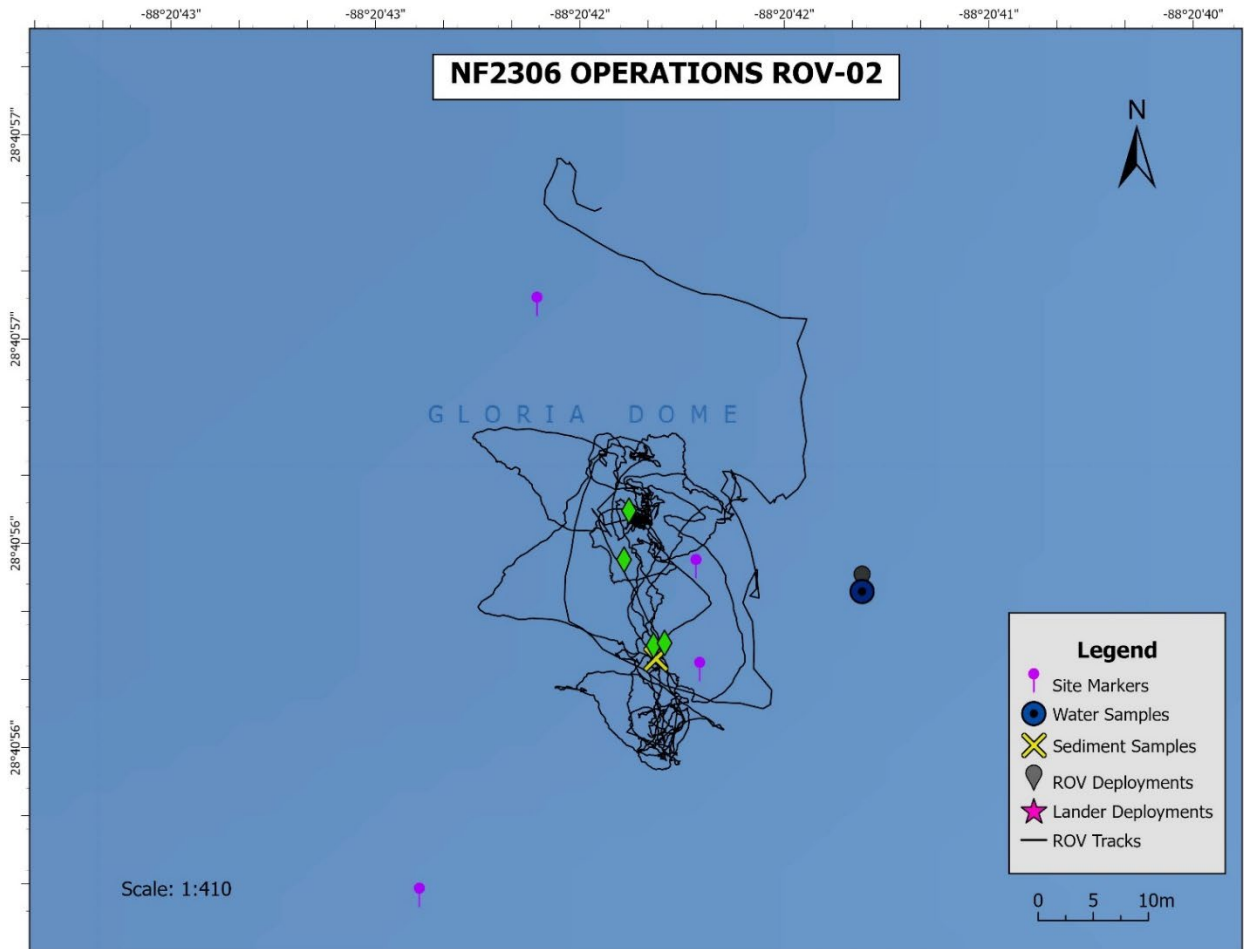 -88°20'43" -88°20'43" -88°20'42" -88°20'42" -88°20'41" -88°20'40"
NF2306 OPERATIONS ROV-02
N
28°40'57"
28°40'57"
GLORIA DOME
28°40'56"
28°40'56"
Legend
Site Markers
Water Samples
Sediment Samples
ROV Deployments
Lander Deployments
ROV Tracks
Scale: 1:410
0 5 10m